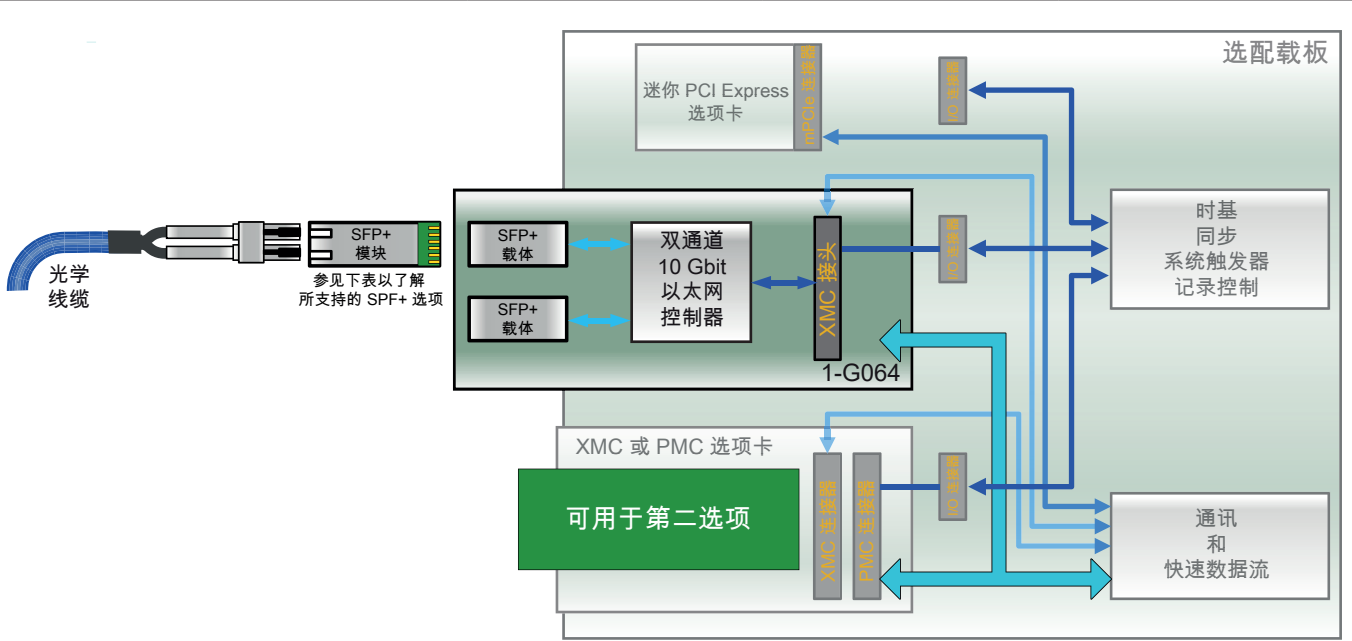 选配载板
迷你 PCI Express
选项卡
mPCIe 连接器
I/O 连接器
光学
线缆
SFP+
模块
参见下表以了解
所支持的 SPF+ 选项
SFP+
载体
SFP+
载体
双通道
10 Gbit
以太网
控制器
XMC 接头
1-G064
I/O 连接器
时基
同步
系统触发器
记录控制
XMC 或 PMC 选项卡
可用于第二选项
XMC 连接器
PMC 连接器
I/O 连接器
通讯
和
快速数据流